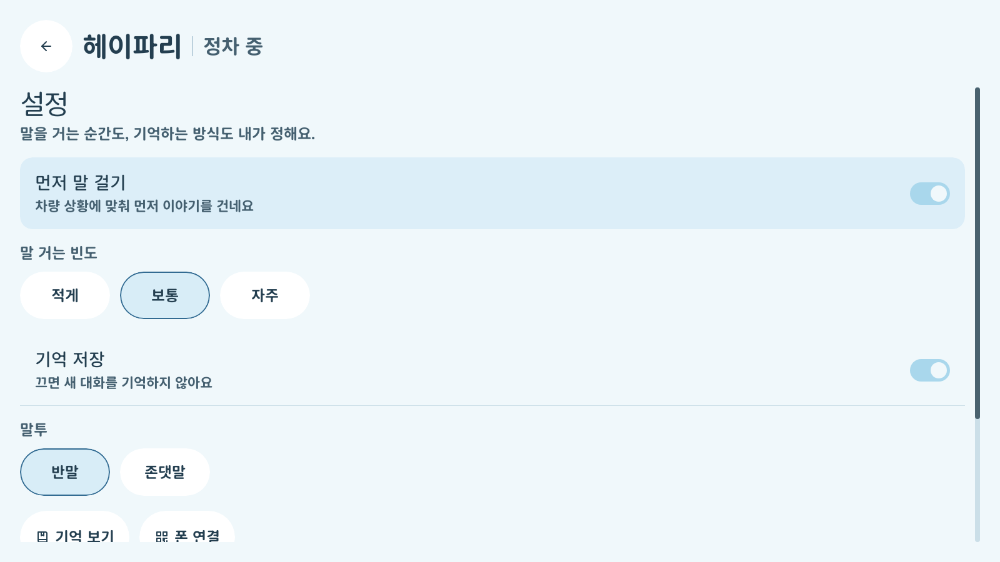 헤이파리 정차 중
설정
말을 거는 순간도, 기억하는 방식도 내가 정해요.
먼저 말 걸기
차량 상황에 맞춰 먼저 이야기를 건네요
말 거는 빈도
적게 보통 자주
기억 저장
끄면 새 대화를 기억하지 않아요
말투
반말 존댓말
기억 보기 폰 연결